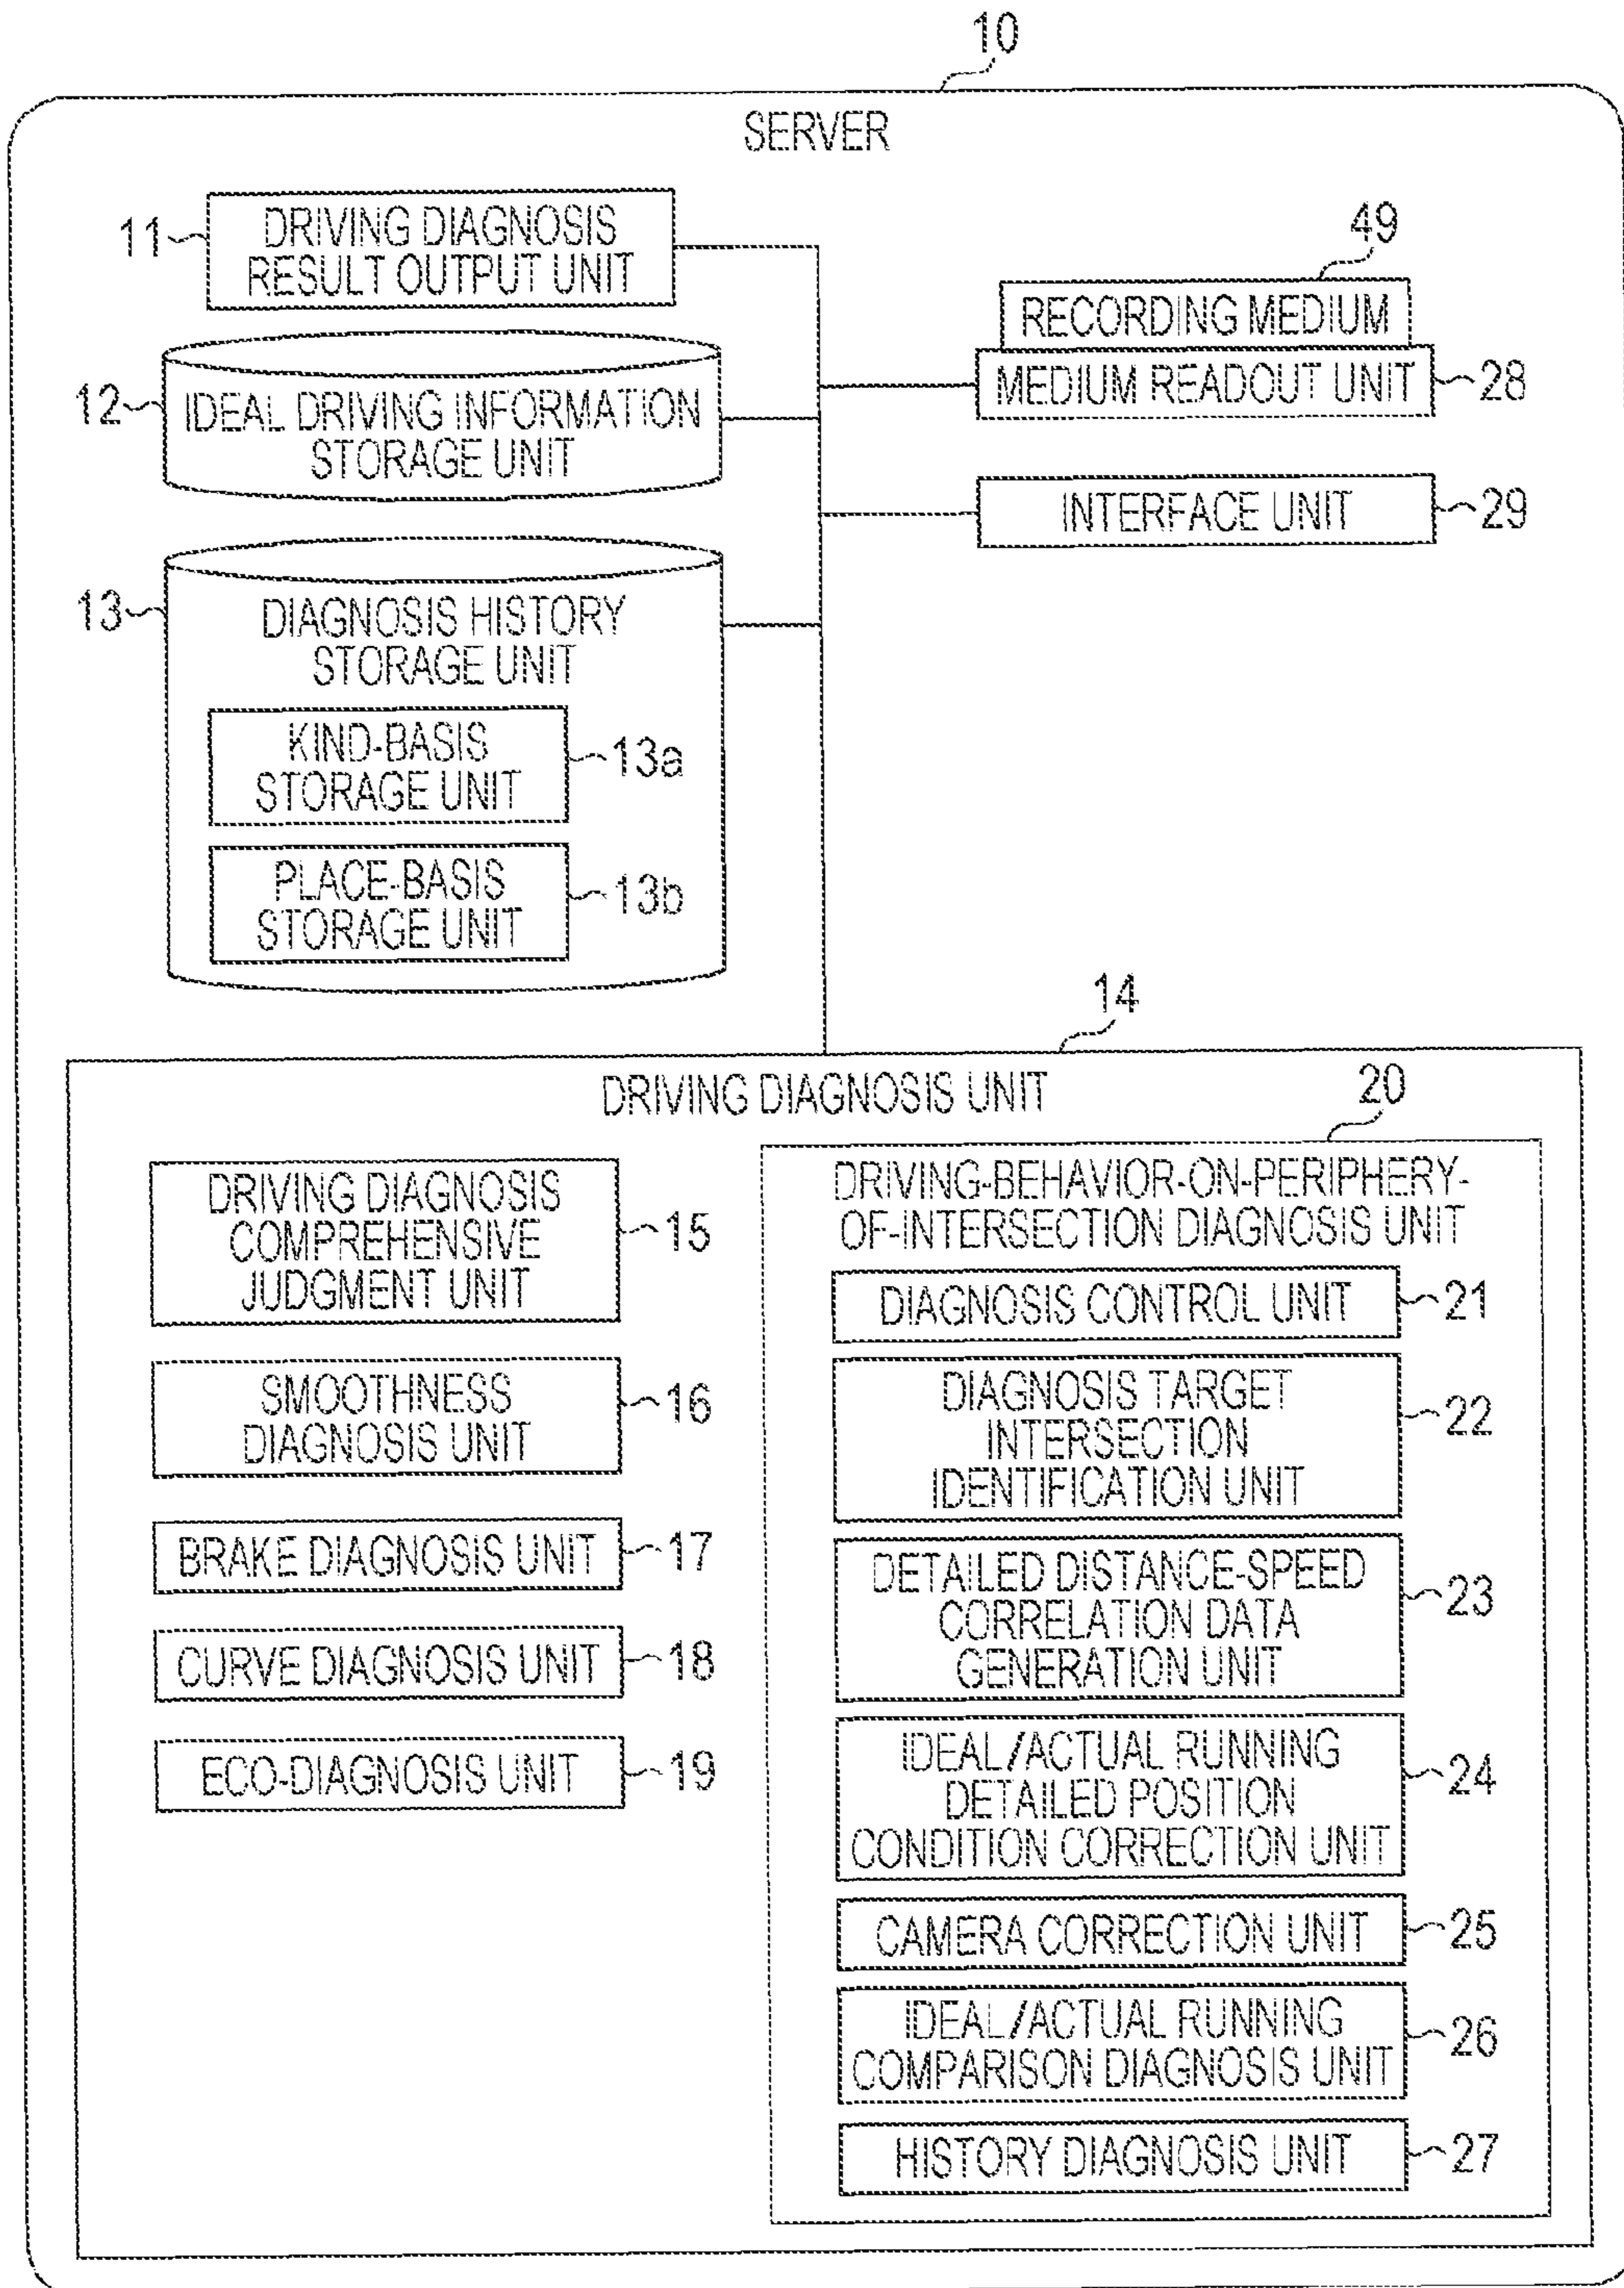 10
SERVER
11
DRIVING DIAGNOSIS
RESULT OUTPUT UNIT
12
IDEAL DRIVING INFORMATION
STORAGE UNIT
13
DIAGNOSIS HISTORY
STORAGE UNIT
KIND-BASIS
STORAGE UNIT
13a
PLACE-BASIS
STORAGE UNIT
13b
49
RECORDING MEDIUM
MEDIUM READOUT UNIT
28
INTERFACE UNIT
29
14
DRIVING DIAGNOSIS UNIT
DRIVING DIAGNOSIS
COMPREHENSIVE
JUDGMENT UNIT
15
SMOOTHNESS
DIAGNOSIS UNIT
16
BRAKE DIAGNOSIS UNIT
17
CURVE DIAGNOSIS UNIT
18
ECO-DIAGNOSIS UNIT
19
20
DRIVING-BEHAVIOR-ON-PERIPHERY-
OF-INTERSECTION DIAGNOSIS UNIT
DIAGNOSIS CONTROL UNIT
21
DIAGNOSIS TARGET
INTERSECTION
IDENTIFICATION UNIT
22
DETAILED DISTANCE-SPEED
CORRELATION DATA
GENERATION UNIT
23
IDEAL/ACTUAL RUNNING
DETAILED POSITION
CONDITION CORRECTION UNIT
24
CAMERA CORRECTION UNIT
25
IDEAL/ACTUAL RUNNING
COMPARISON DIAGNOSIS UNIT
26
HISTORY DIAGNOSIS UNIT
27